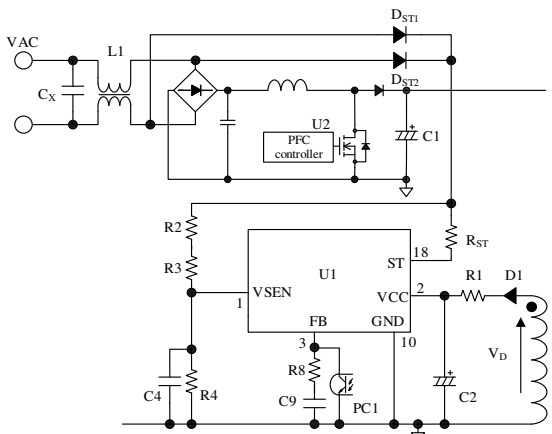 DST1
VAC
L1
DST2
CX
U2
C1
PFC
controller
R2
RST
R3
18
ST
U1
R1
D1
VSEN
VCC
2
1
FB
GND
3
10
VD
R8
C4
R4
C9
PC1
C2